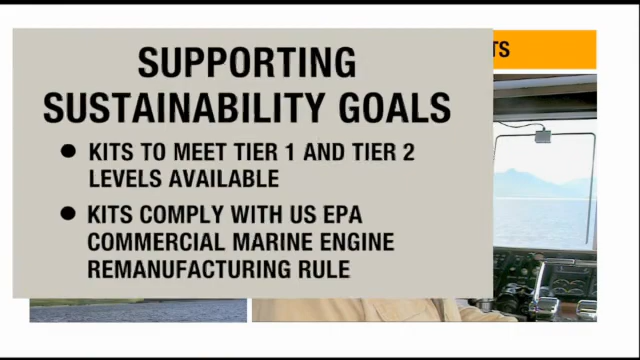 SUPPORTING
SUSTAINABILITY GOALS
● KITS TO MEET TIER 1 AND TIER 2
LEVELS AVAILABLE
● KITS COMPLY WITH US EPA
COMMERCIAL MARINE ENGINE
REMANUFACTURING RULE